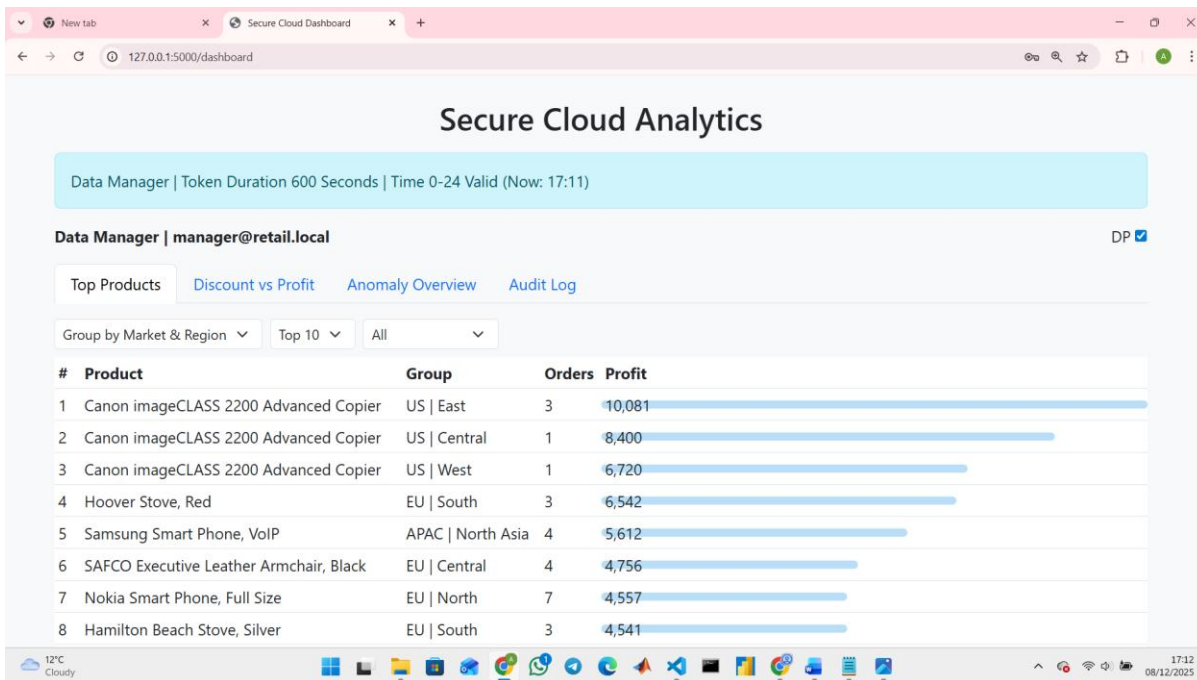 New tab
Secure Cloud Dashboard
127.0.0.1:5000/dashboard
A
Secure Cloud Analytics
Data Manager | Token Duration 600 Seconds | Time 0-24 Valid (Now: 17:11)
Data Manager | manager@retail.local DP
Top Products Discount vs Profit Anomaly Overview Audit Log
Group by Market & Region Top 10 All
# Product Group Orders Profit
1 Canon imageCLASS 2200 Advanced Copier US | East 3 10,081
2 Canon imageCLASS 2200 Advanced Copier US | Central 1 8,400
3 Canon imageCLASS 2200 Advanced Copier US | West 1 6,720
4 Hoover Stove, Red EU | South 3 6,542
5 Samsung Smart Phone, VoIP APAC | North Asia 4 5,612
6 SAFCO Executive Leather Armchair, Black EU | Central 4 4,756
7 Nokia Smart Phone, Full Size EU | North 7 4,557
8 Hamilton Beach Stove, Silver EU | South 3 4,541
12°C
Cloudy
17:12
08/12/2025